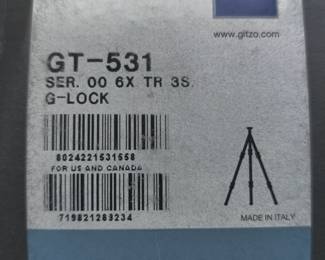 www.gitzo.com
GT-531
SER. 00 6X TR 3S.
G-LOCK
8024221531558
FOR US AND CANADA
719821289234
MADE IN ITALY